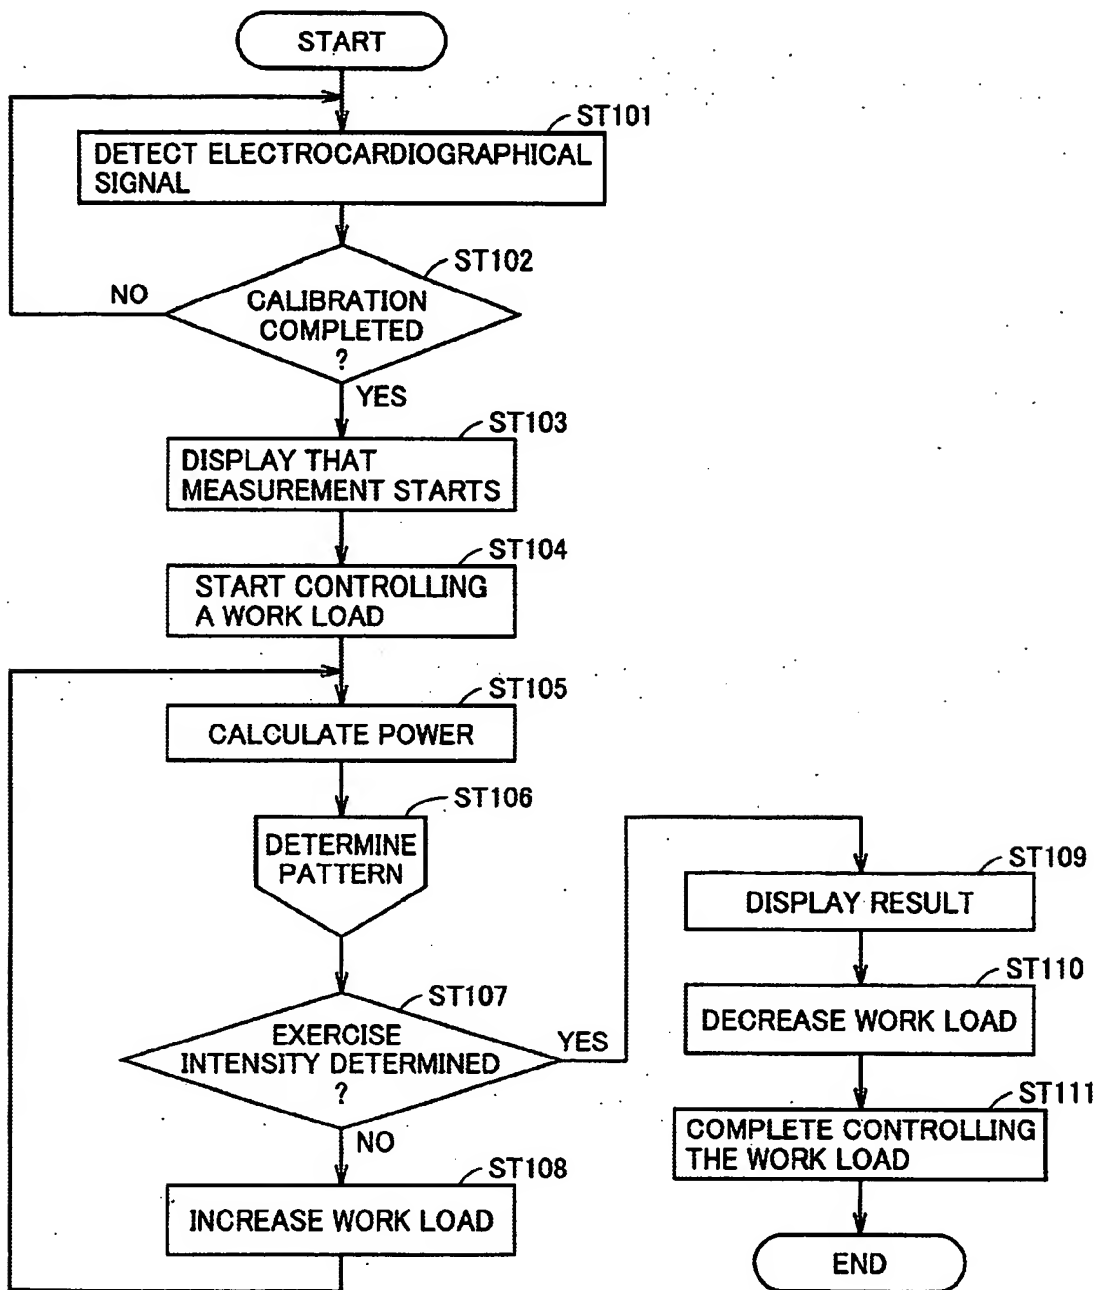 START
ST101
DETECT ELECTROCARDIOGRAPHICAL
SIGNAL
ST102
NO
CALIBRATION
COMPLETED
?
YES
ST103
DISPLAY THAT
MEASUREMENT STARTS
ST104
START CONTROLLING
A WORK LOAD
ST105
CALCULATE POWER
ST106
DETERMINE
PATTERN
ST107
EXERCISE
INTENSITY DETERMINED
?
YES
NO
ST108
INCREASE WORK LOAD
ST109
DISPLAY RESULT
ST110
DECREASE WORK LOAD
ST111
COMPLETE CONTROLLING
THE WORK LOAD
END